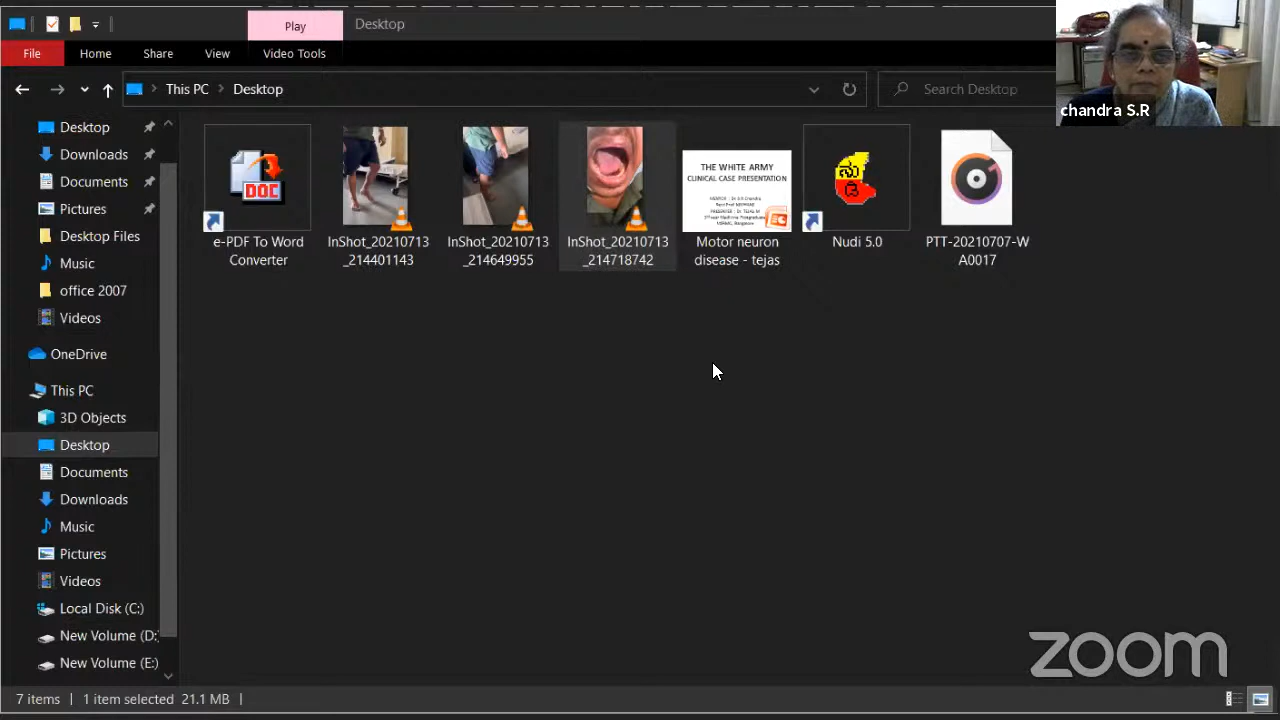 Play
Desktop
File
Home
Share
View
Video Tools
This PC
Desktop
Search Desktop
chandra S.R
Desktop
Downloads
Documents
Pictures
Desktop Files
Music
office 2007
Videos
OneDrive
This PC
3D Objects
Desktop
Documents
Downloads
Music
Pictures
Videos
Local Disk (C:)
New Volume (D:
New Volume (E:)
DOC
e-PDF To Word
Converter
InShot_20210713
_214401143
InShot_20210713
_214649955
InShot_20210713
_214718742
THE WHITE ARMY
CLINICAL CASE PRESENTATION
Motor neuron
disease - tejas
Nudi 5.0
PTT-20210707-W
A0017
zoom
7 items
1 item selected 21.1 MB